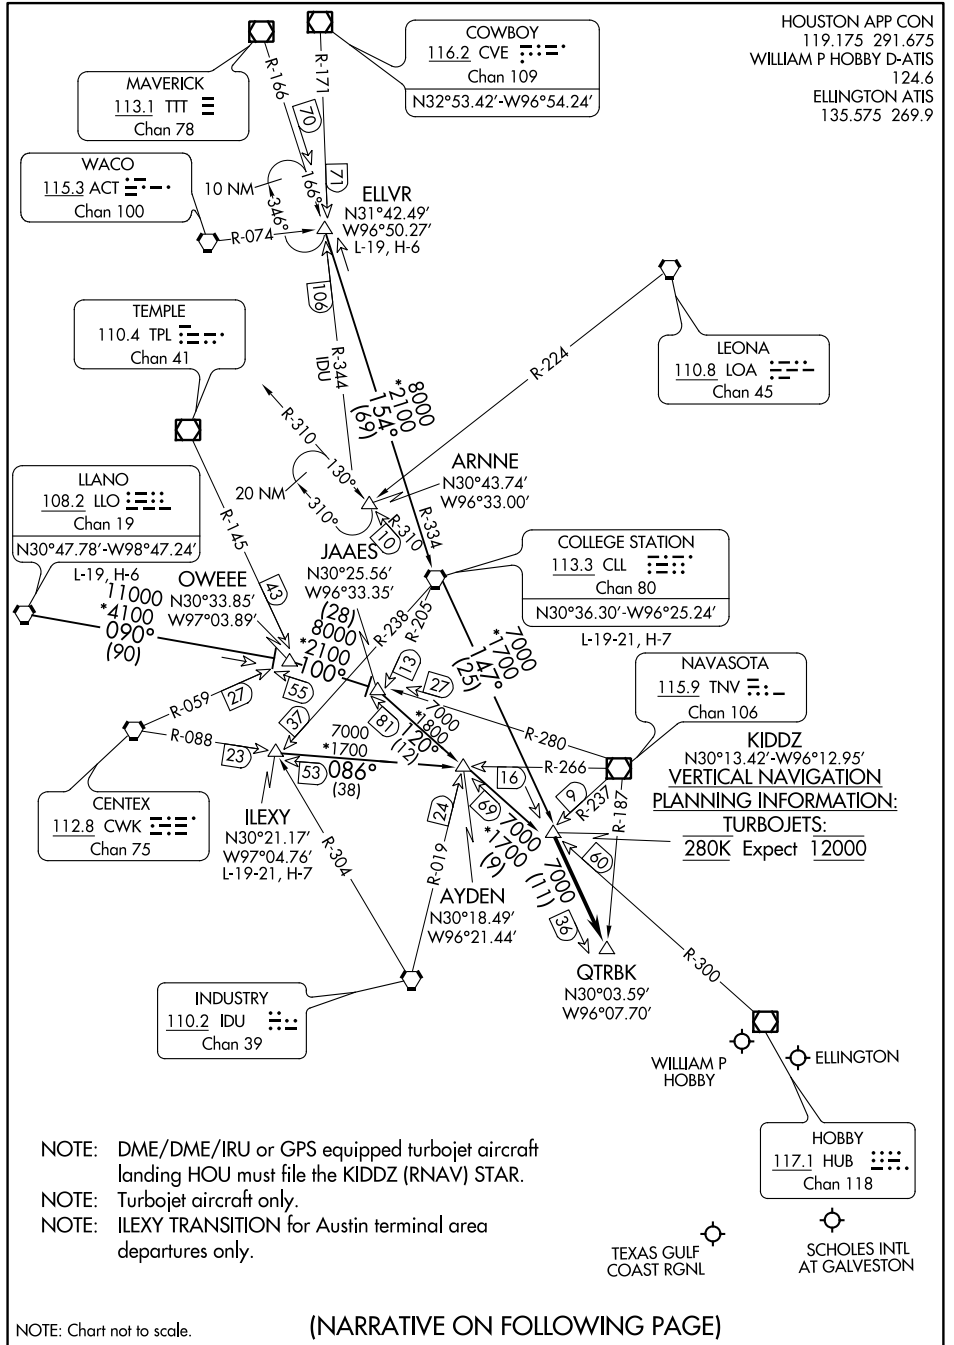 HOUSTON APP CON
119.175 291.675
WILLIAM P HOBBY D-ATIS
124.6
ELLINGTON ATIS
135.575 269.9
COWBOY
116.2 CVE
Chan 109
N32°53.42'-W96°54.24'
MAVERICK
113.1 TTT
Chan 78
R-166
R-171
70
71
WACO
115.3 ACT
Chan 100
10 NM
166°
346°
R-074
ELLVR
N31°42.49'
W96°50.27'
L-19, H-6
106
R-344
IDU
TEMPLE
110.4 TPL
Chan 41
LEONA
110.8 LOA
Chan 45
R-224
8000
*2100
154°
(69)
R-310
130°
310°
20 NM
ARNNE
N30°43.74'
W96°33.00'
R-310
10
R-334
LLANO
108.2 LLO
Chan 19
N30°47.78'-W98°47.24'
L-19, H-6
R-145
43
COLLEGE STATION
113.3 CLL
Chan 80
N30°36.30'-W96°25.24'
L-19-21, H-7
JAAES
N30°25.56'
W96°33.35'
OWEEE
N30°33.85'
W97°03.89'
11000
*4100
090°
(90)
(28)
8000
*2100
100°
R-238
R-205
7000
*1700
147°
(25)
NAVASOTA
115.9 TNV
Chan 106
R-059
27
55
37
13
27
81
7000
*1800
120°
(12)
R-280
R-088
23
7000
*1700
086°
(38)
53
R-266
16
9
R-237
R-187
KIDDZ
N30°13.42'-W96°12.95'
VERTICAL NAVIGATION
PLANNING INFORMATION:
TURBOJETS:
280K Expect 12000
CENTEX
112.8 CWK
Chan 75
ILEXY
N30°21.17'
W97°04.76'
L-19-21, H-7
R-304
24
R-019
69
7000
*1700
(9)
7000
(11)
60
36
AYDEN
N30°18.49'
W96°21.44'
R-300
QTRBK
N30°03.59'
W96°07.70'
INDUSTRY
110.2 IDU
Chan 39
WILLIAM P
HOBBY
ELLINGTON
HOBBY
117.1 HUB
Chan 118
NOTE: DME/DME/IRU or GPS equipped turbojet aircraft
landing HOU must file the KIDDZ (RNAV) STAR.
NOTE: Turbojet aircraft only.
NOTE: ILEXY TRANSITION for Austin terminal area
departures only.
TEXAS GULF
COAST RGNL
SCHOLES INTL
AT GALVESTON
NOTE: Chart not to scale.
(NARRATIVE ON FOLLOWING PAGE)